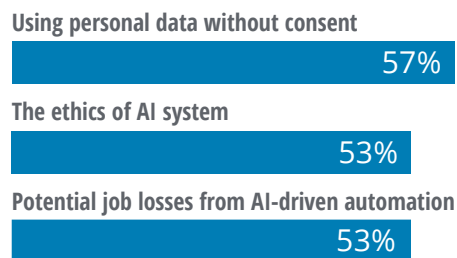 Using personal data without consent
57%
The ethics of AI system
53%
Potential job losses from AI-driven automation
53%